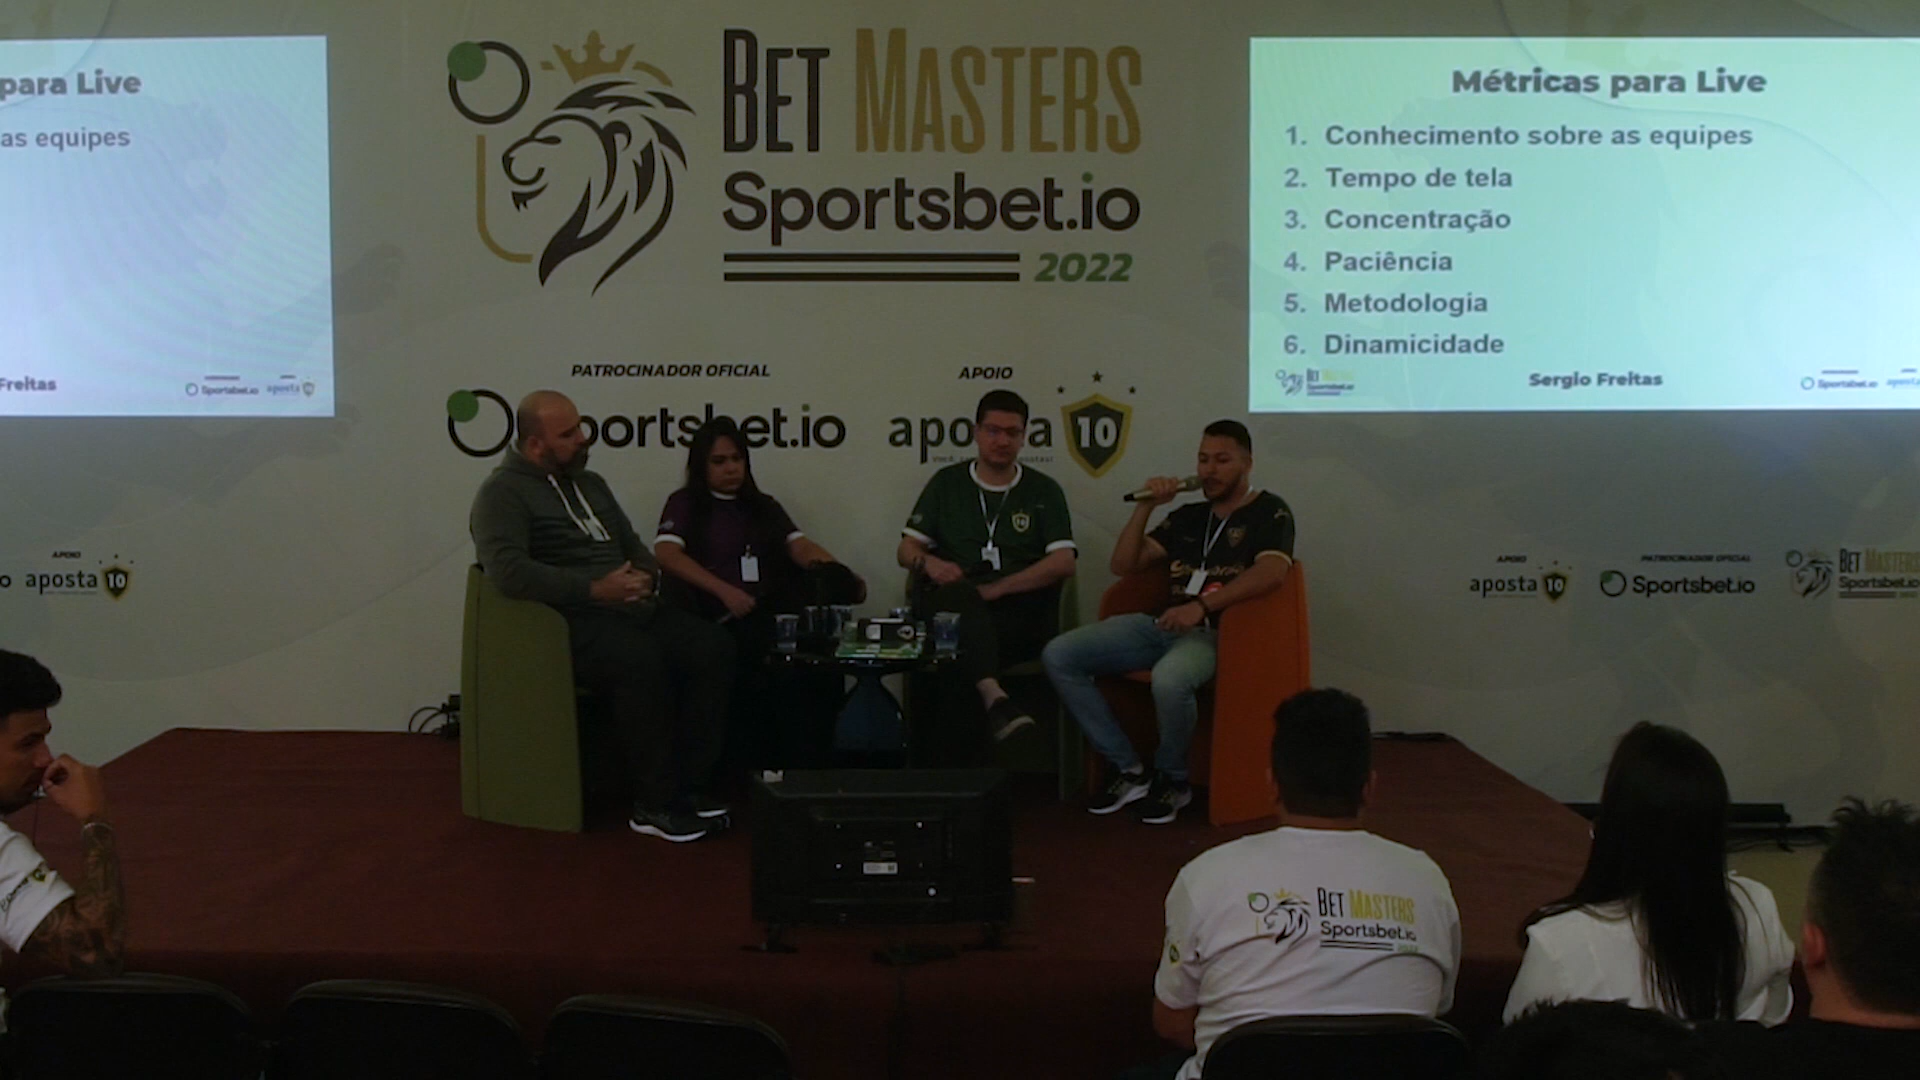 para Live
as equipes
Freitas
Sportsbet.io
aposta
BET MASTERS
Sportsbet.io
2022
Métricas para Live
1. Conhecimento sobre as equipes
2. Tempo de tela
3. Concentração
4. Paciência
5. Metodologia
6. Dinamicidade
Sergio Freitas
Sportsbet.io
PATROCINADOR OFICIAL
APOIO
10
APOIO
aposta 10
APOIO
PATROCINADOR OFICIAL
aposta 10
Sportsbet.io
BET MASTERS
Sportsbet.io
BET MASTERS
Sportsbet.io
2022